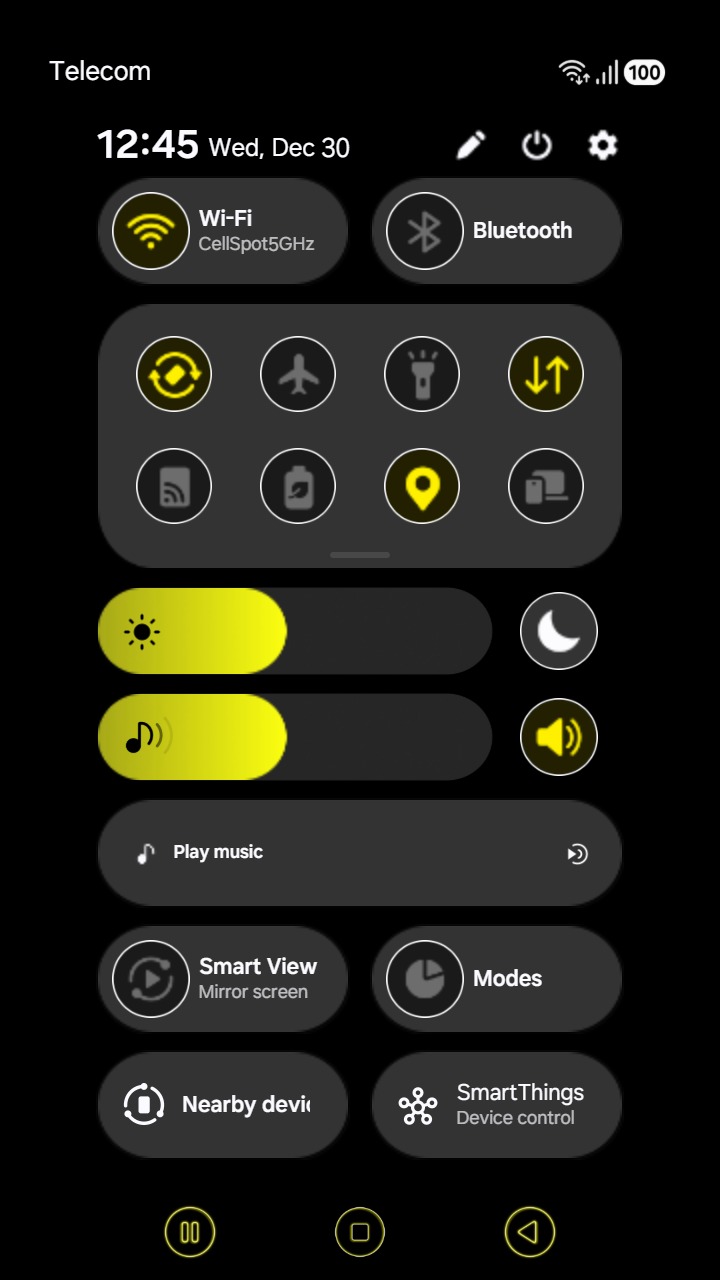 Telecom
100
12:45 Wed, Dec 30
Wi-Fi
CellSpot5GHz
Bluetooth
Play music
Smart View
Mirror screen
Modes
Nearby devi
SmartThings
Device control